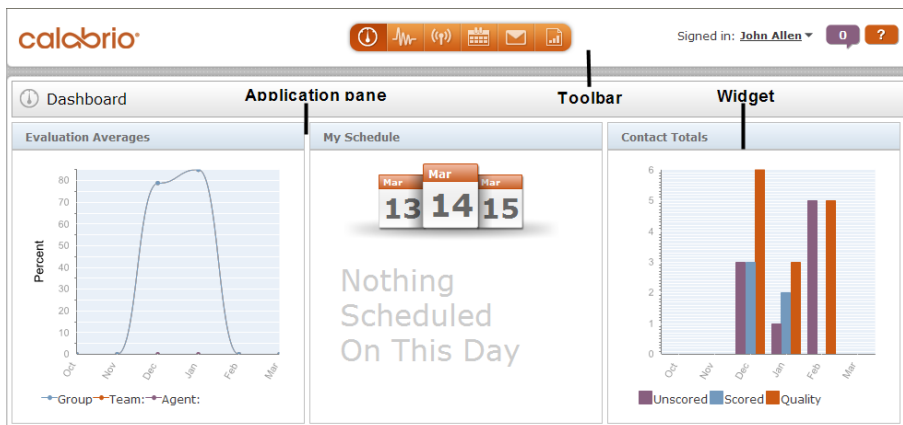 calabrio
Signed in: John Allen
0
?
Dashboard
Application pane
Toolbar
Widget
Evaluation Averages
My Schedule
Contact Totals
80
70
60
50
40
30
20
10
0
Percent
Oct
Nov
Dec
Jan
Feb
Mar
Group Team: Agent:
Mar
13
Mar
14
Mar
15
Nothing
Scheduled
On This Day
6
5
4
3
2
1
0
Oct
Nov
Dec
Jan
Feb
Mar
Unscored Scored Quality